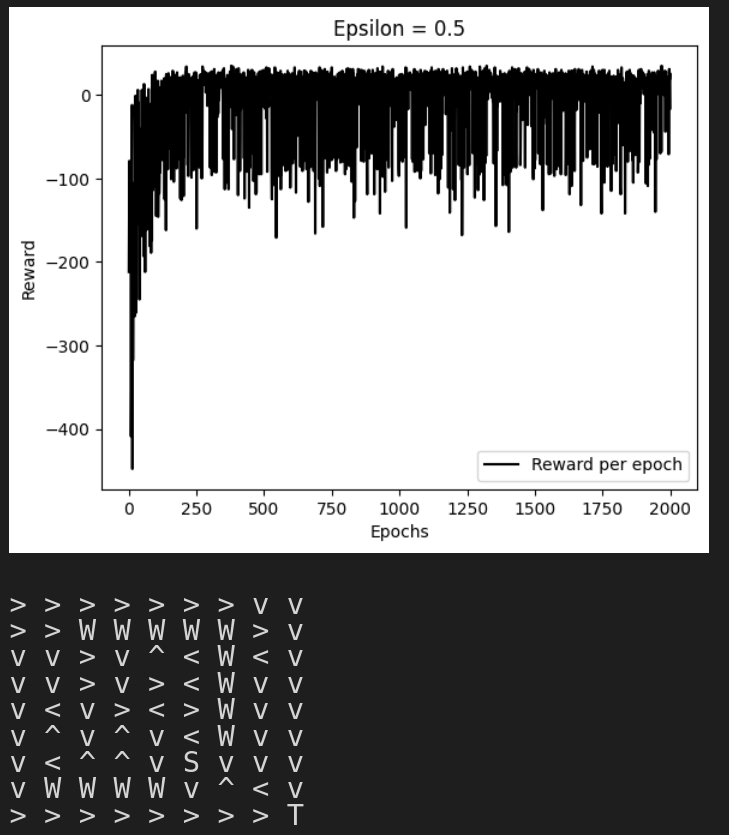 Epsilon = 0.5
0
−100
−200
−300
−400
Reward
Reward per epoch
0 250 500 750 1000 1250 1500 1750 2000
Epochs
> > > > > > > v v
> > W W W W W > v
v v > v ^ < W < v
v v > v > < W v v
v < v > < > W v v
v ^ v ^ v < W v v
v < ^ ^ v S v v v
v W W W W v ^ < v
> > > > > > > > T